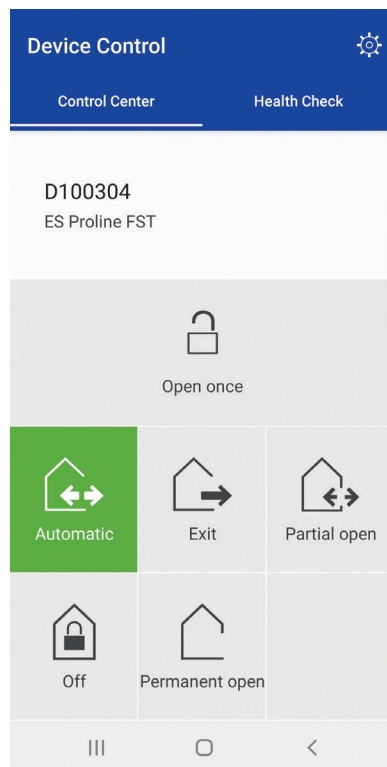 Device Control
Control Center Health Check
D100304
ES Proline FST
Open once
Automatic Exit Partial open
Off Permanent open